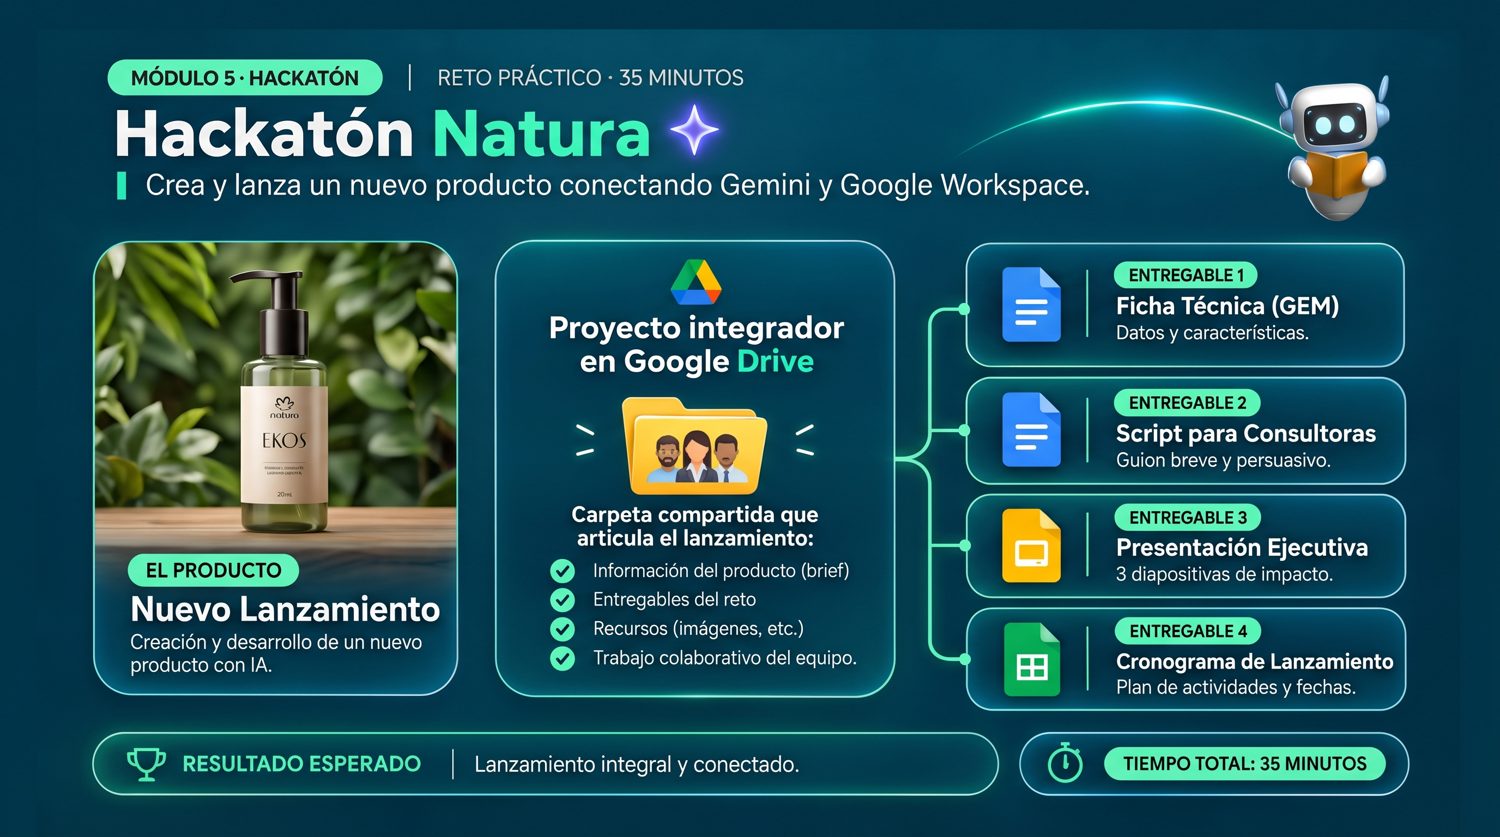 MÓDULO 5 · HACKATÓN
RETO PRÁCTICO · 35 MINUTOS
Hackatón Natura
Crea y lanza un nuevo producto conectando Gemini y Google Workspace.
natura
EKOS
20mL
EL PRODUCTO
Nuevo Lanzamiento
Creación y desarrollo de un nuevo
producto con IA.
Proyecto integrador
en Google Drive
Carpeta compartida que
articula el lanzamiento:
Información del producto (brief)
Entregables del reto
Recursos (imágenes, etc.)
Trabajo colaborativo del equipo.
ENTREGABLE 1
Ficha Técnica (GEM)
Datos y características.
ENTREGABLE 2
Script para Consultoras
Guion breve y persuasivo.
ENTREGABLE 3
Presentación Ejecutiva
3 diapositivas de impacto.
ENTREGABLE 4
Cronograma de Lanzamiento
Plan de actividades y fechas.
RESULTADO ESPERADO
Lanzamiento integral y conectado.
TIEMPO TOTAL: 35 MINUTOS